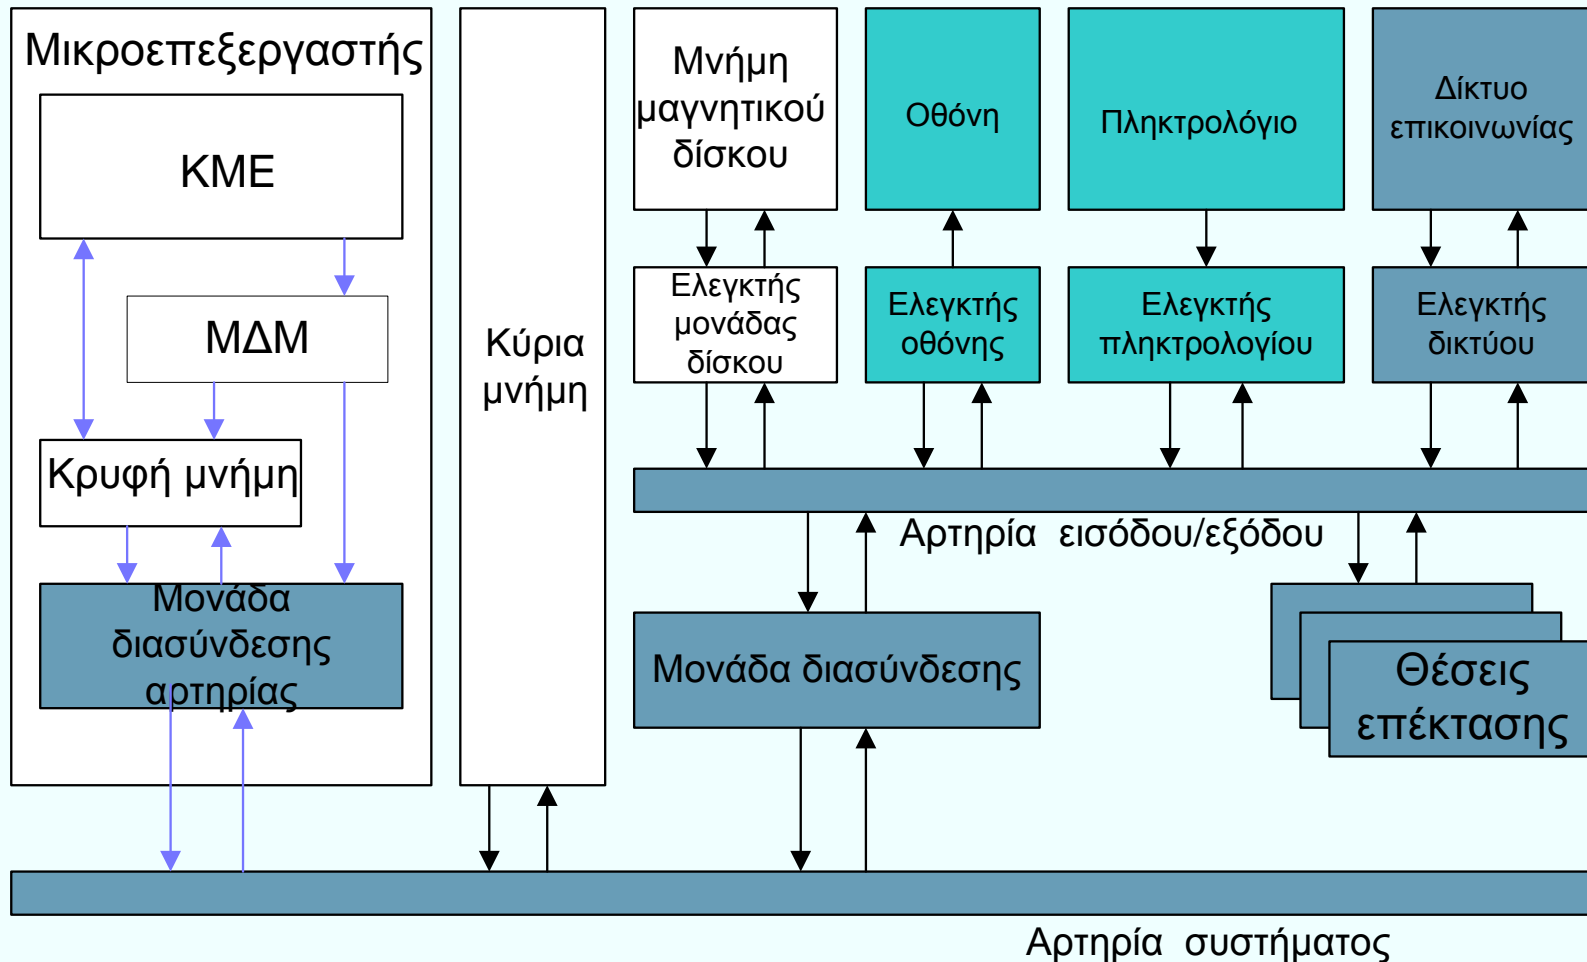 Μικροεπεξεργαστής
ΚΜΕ
ΜΔΜ
Κρυφή μνήμη
Μονάδα
διασύνδεσης
αρτηρίας
Κύρια
μνήμη
Μνήμη
μαγνητικού
δίσκου
Οθόνη
Πληκτρολόγιο
Δίκτυο
επικοινωνίας
Ελεγκτής
μονάδας
δίσκου
Ελεγκτής
οθόνης
Ελεγκτής
πληκτρολογίου
Ελεγκτής
δικτύου
Αρτηρία εισόδου/εξόδου
Μονάδα διασύνδεσης
Θέσεις
επέκτασης
Αρτηρία συστήματος